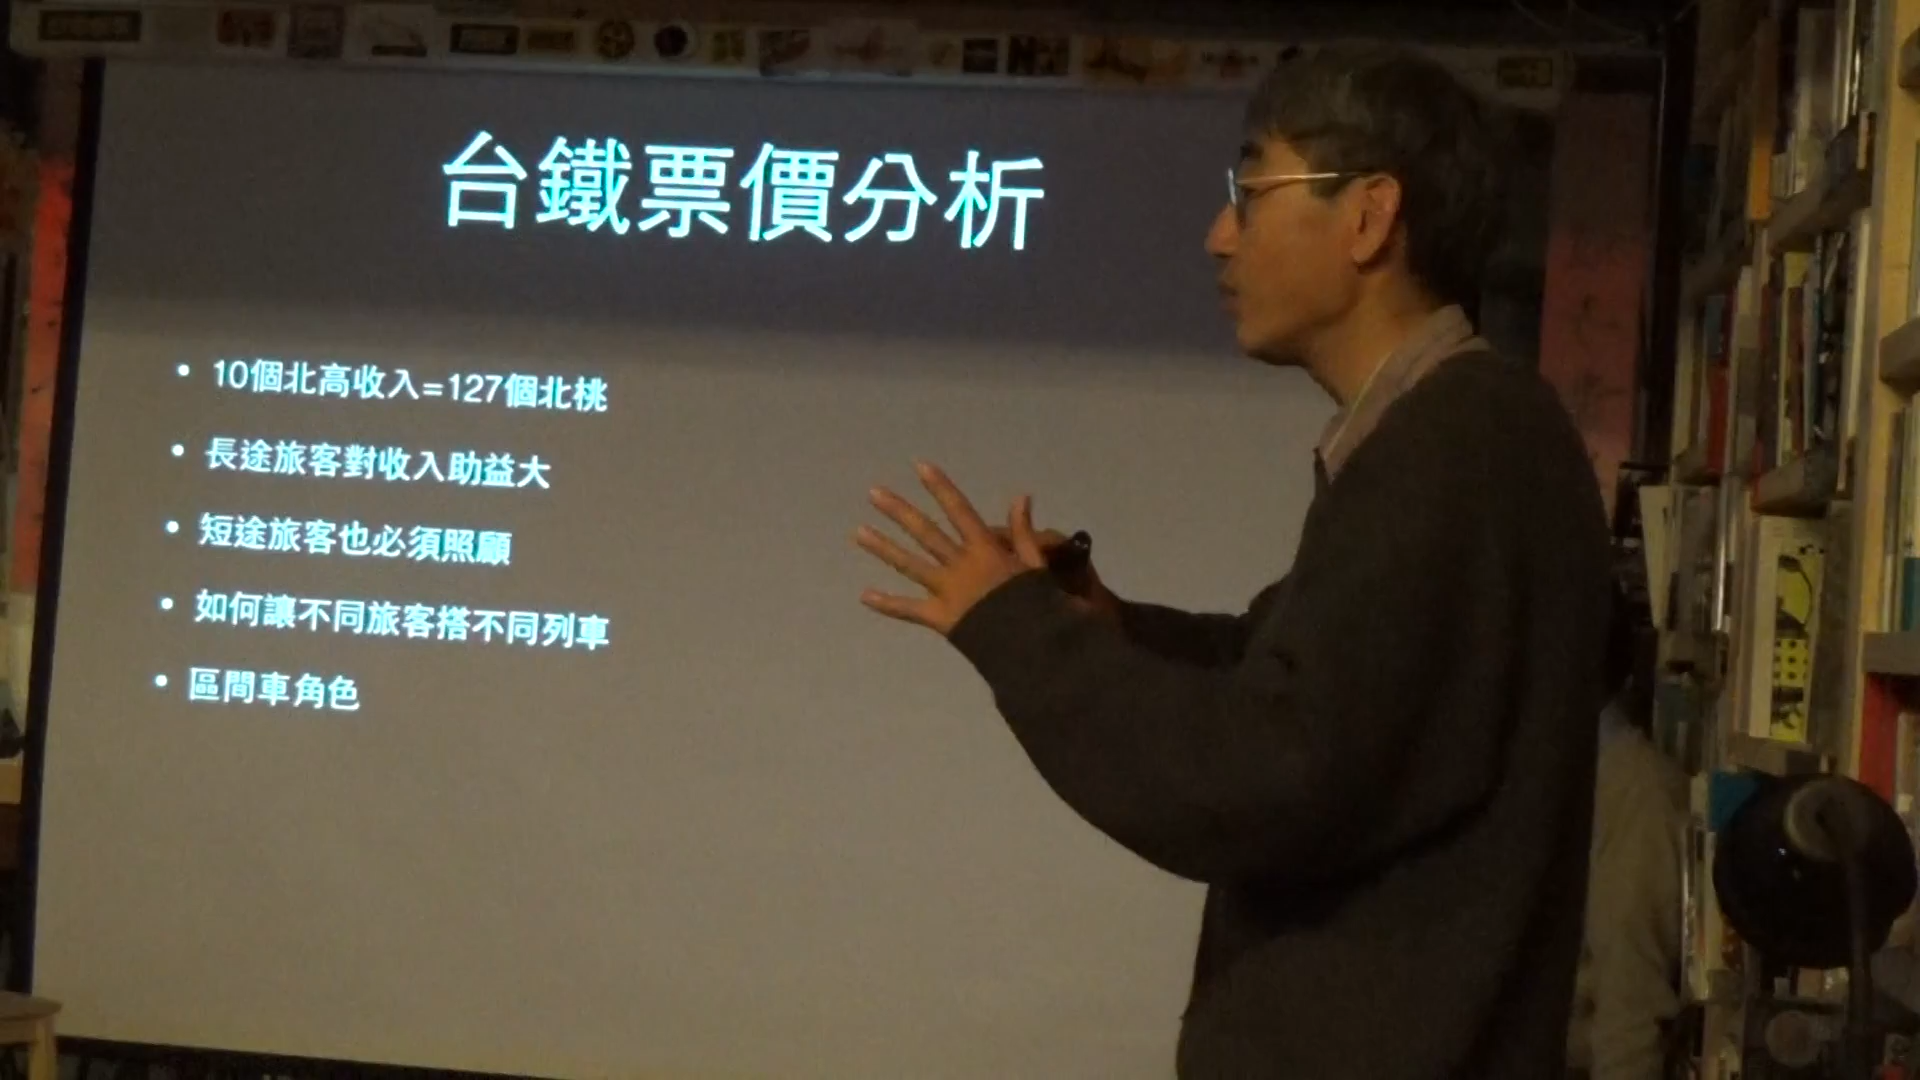 台鐵票價分析
• 10個北高收入=127個北桃
• 長途旅客對收入助益大
• 短途旅客也必須照顧
• 如何讓不同旅客搭不同列車
• 區間車角色